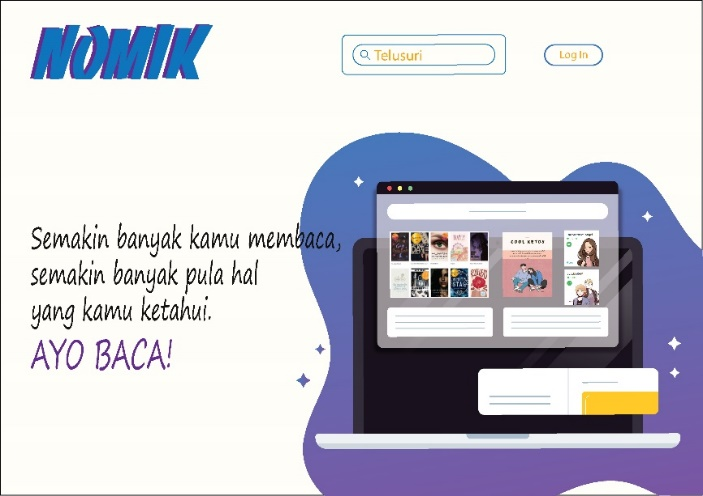 NOMIK
Telusuri
Log In
Semakin banyak kamu membaca,
semakin banyak pula hal
yang kamu ketahui.
AYO BACA!
COOL KETOS